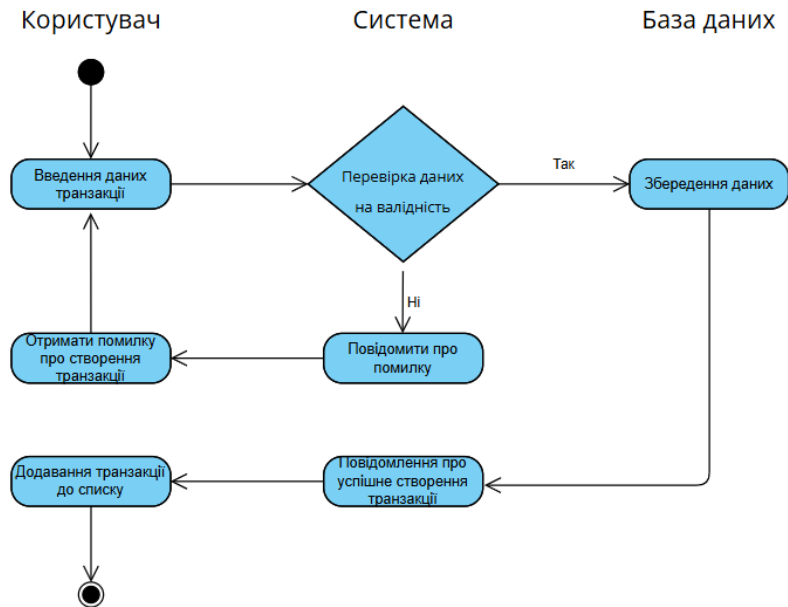 Користувач
Система
База даних
Введення даних
транзакції
Перевірка даних
на валідність
Так
Збередення даних
Ні
Отримати помилку
про створення
транзакції
Повідомити про
помилку
Додавання транзакції
до списку
Повідомлення про
успішне створення
транзакції